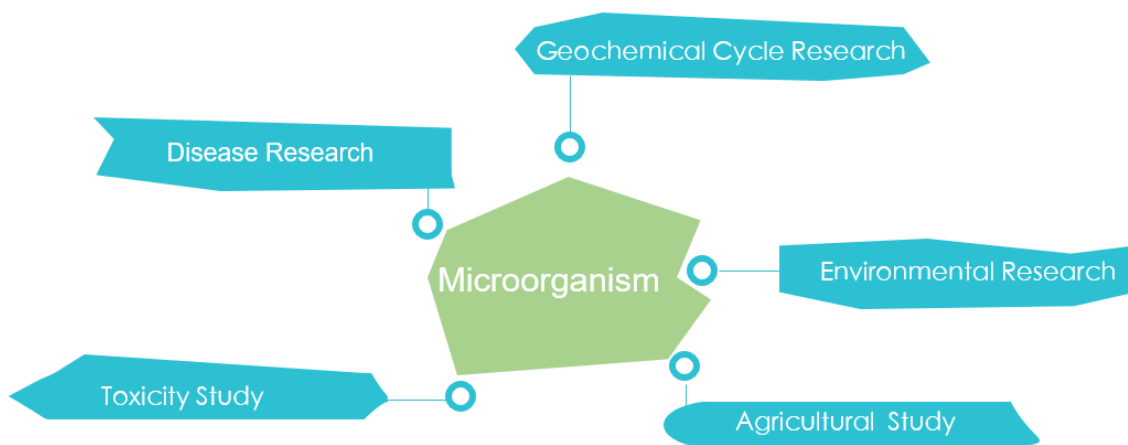 Geochemical Cycle Research
Disease Research
Microorganism
Environmental Research
Toxicity Study
Agricultural Study